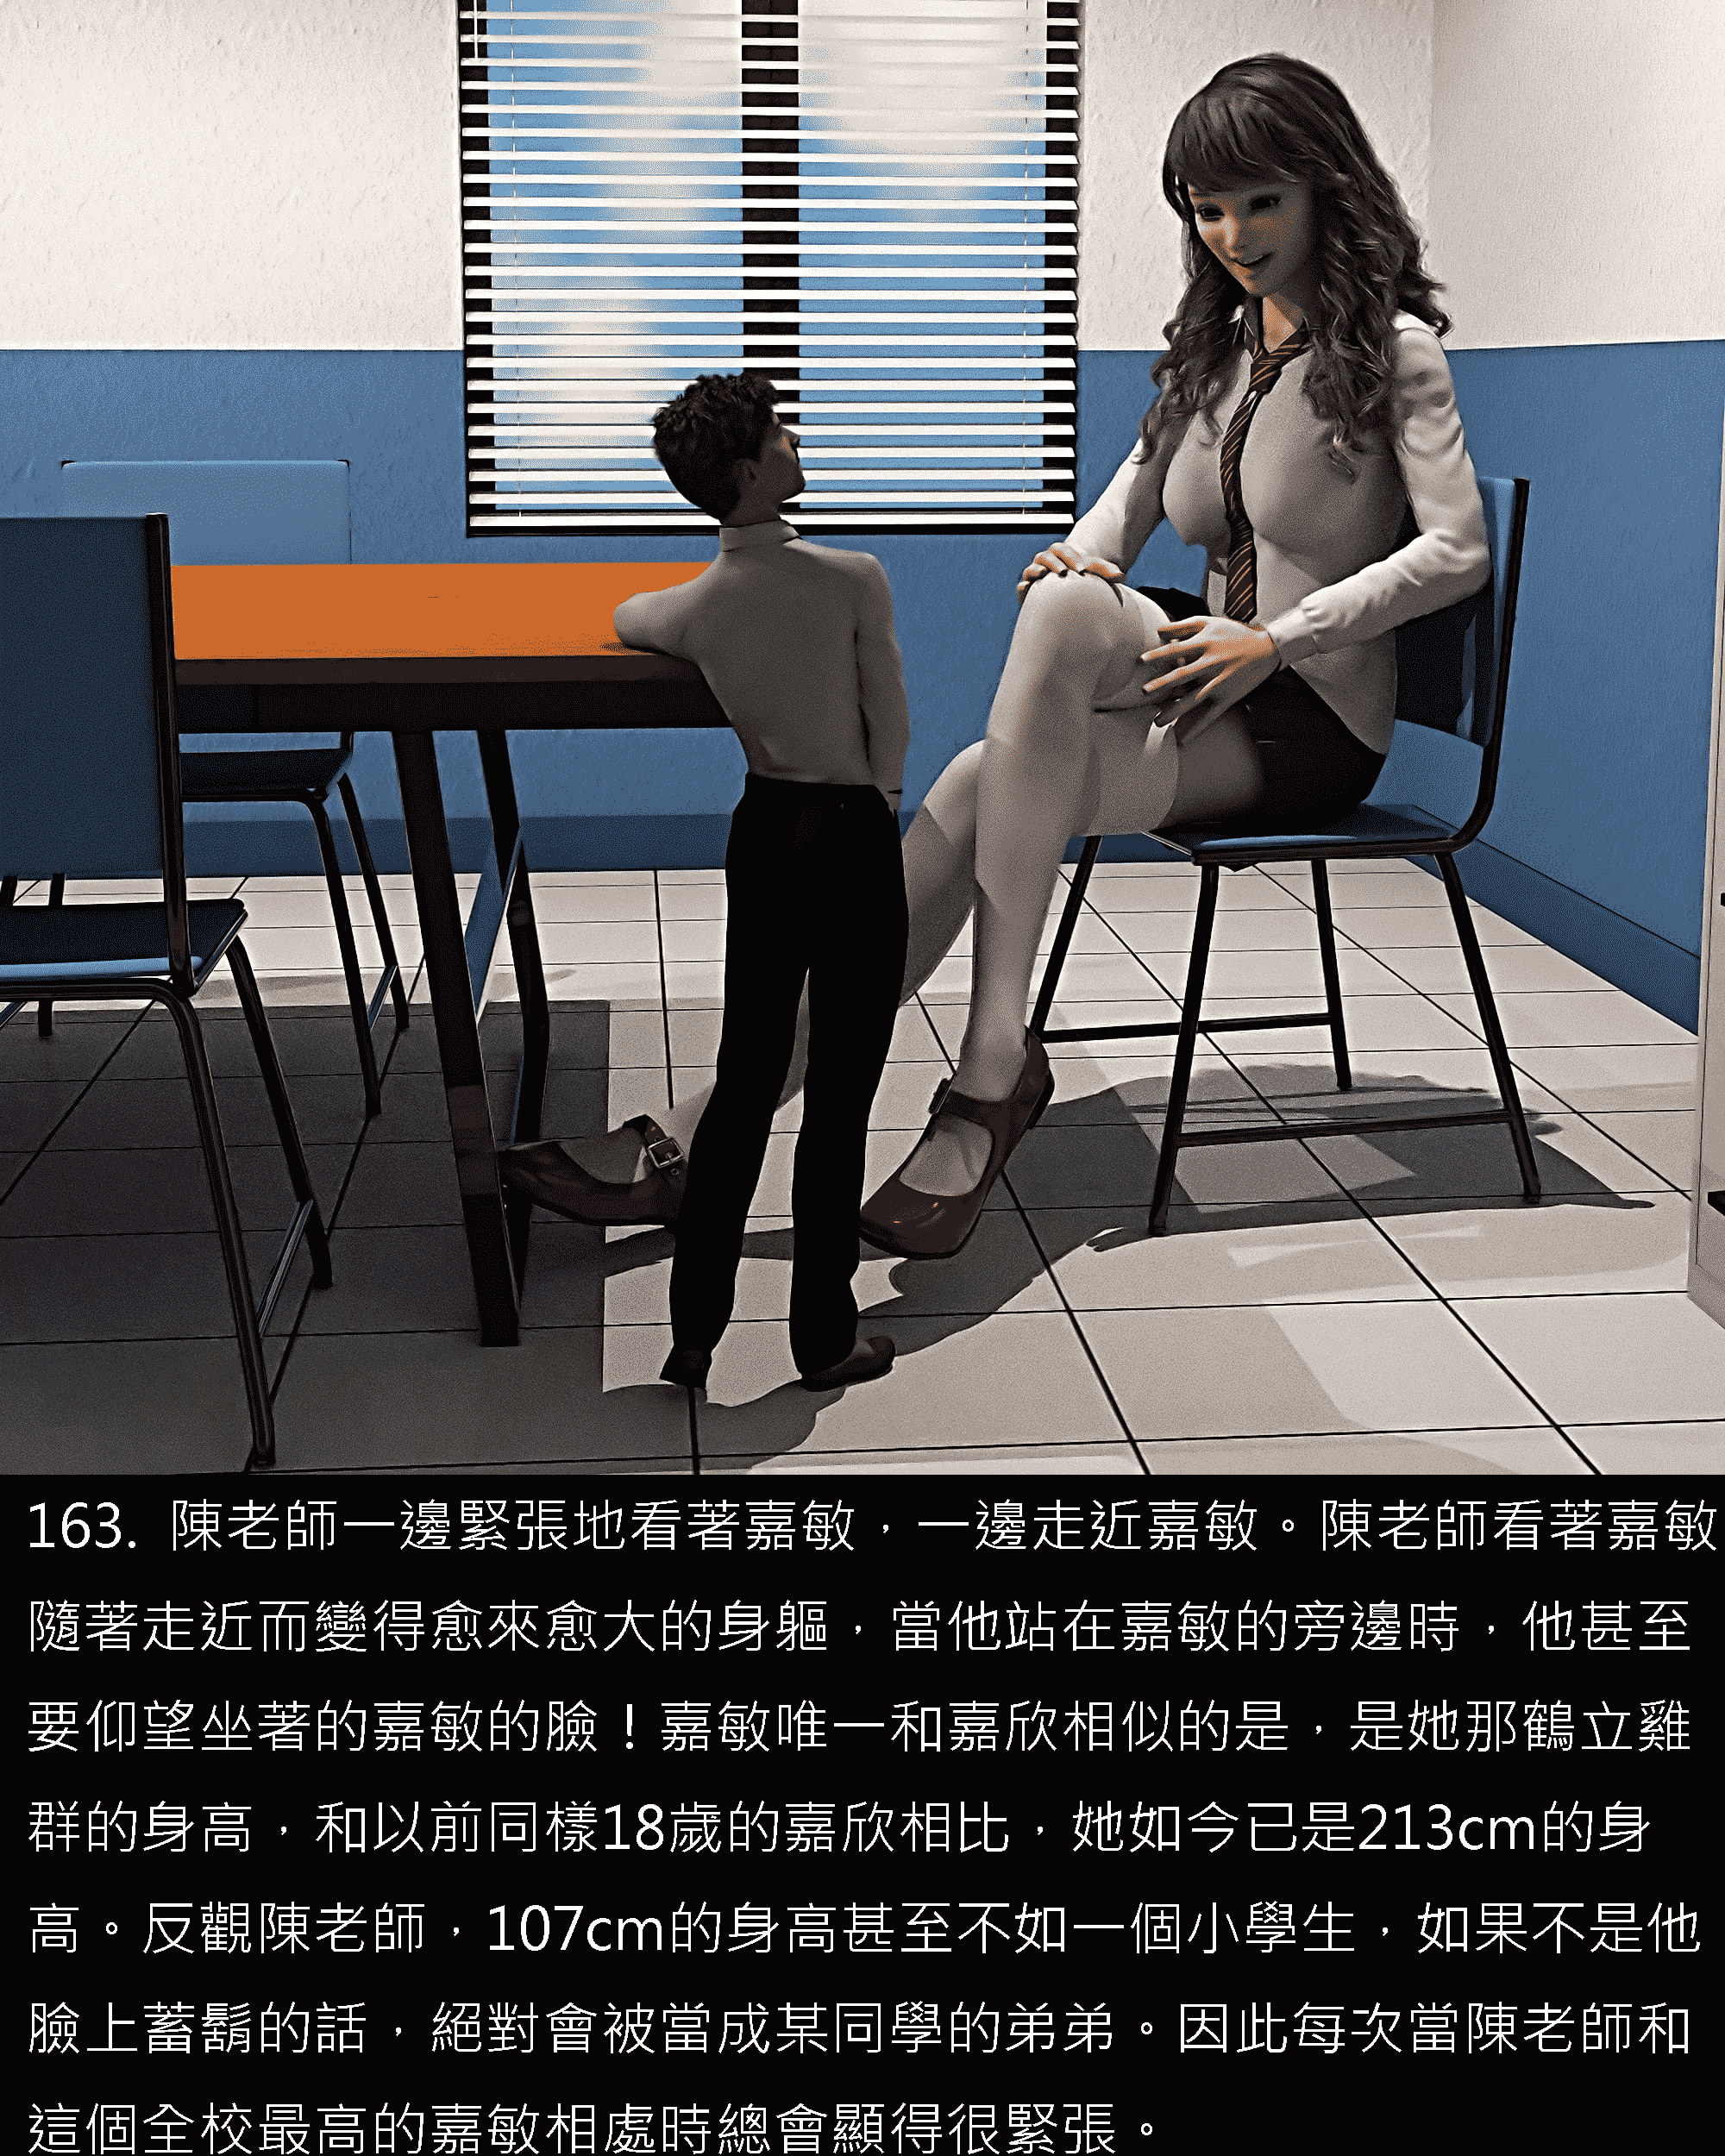 163. 陳老師一邊緊張地看著嘉敏，一邊走近嘉敏。陳老師看著嘉敏
隨著走近而變得愈來愈大的身軀，當他站在嘉敏的旁邊時，他甚至
要仰望坐著的嘉敏的臉！嘉敏唯一和嘉欣相似的是，是她那鶴立雞
群的身高，和以前同樣18歲的嘉欣相比，她如今已是213cm的身
高。反觀陳老師，107cm的身高甚至不如一個小學生，如果不是他
臉上蓄鬍的話，絕對會被當成某同學的弟弟。因此每次當陳老師和
這個全校最高的嘉敏相處時總會顯得很緊張。